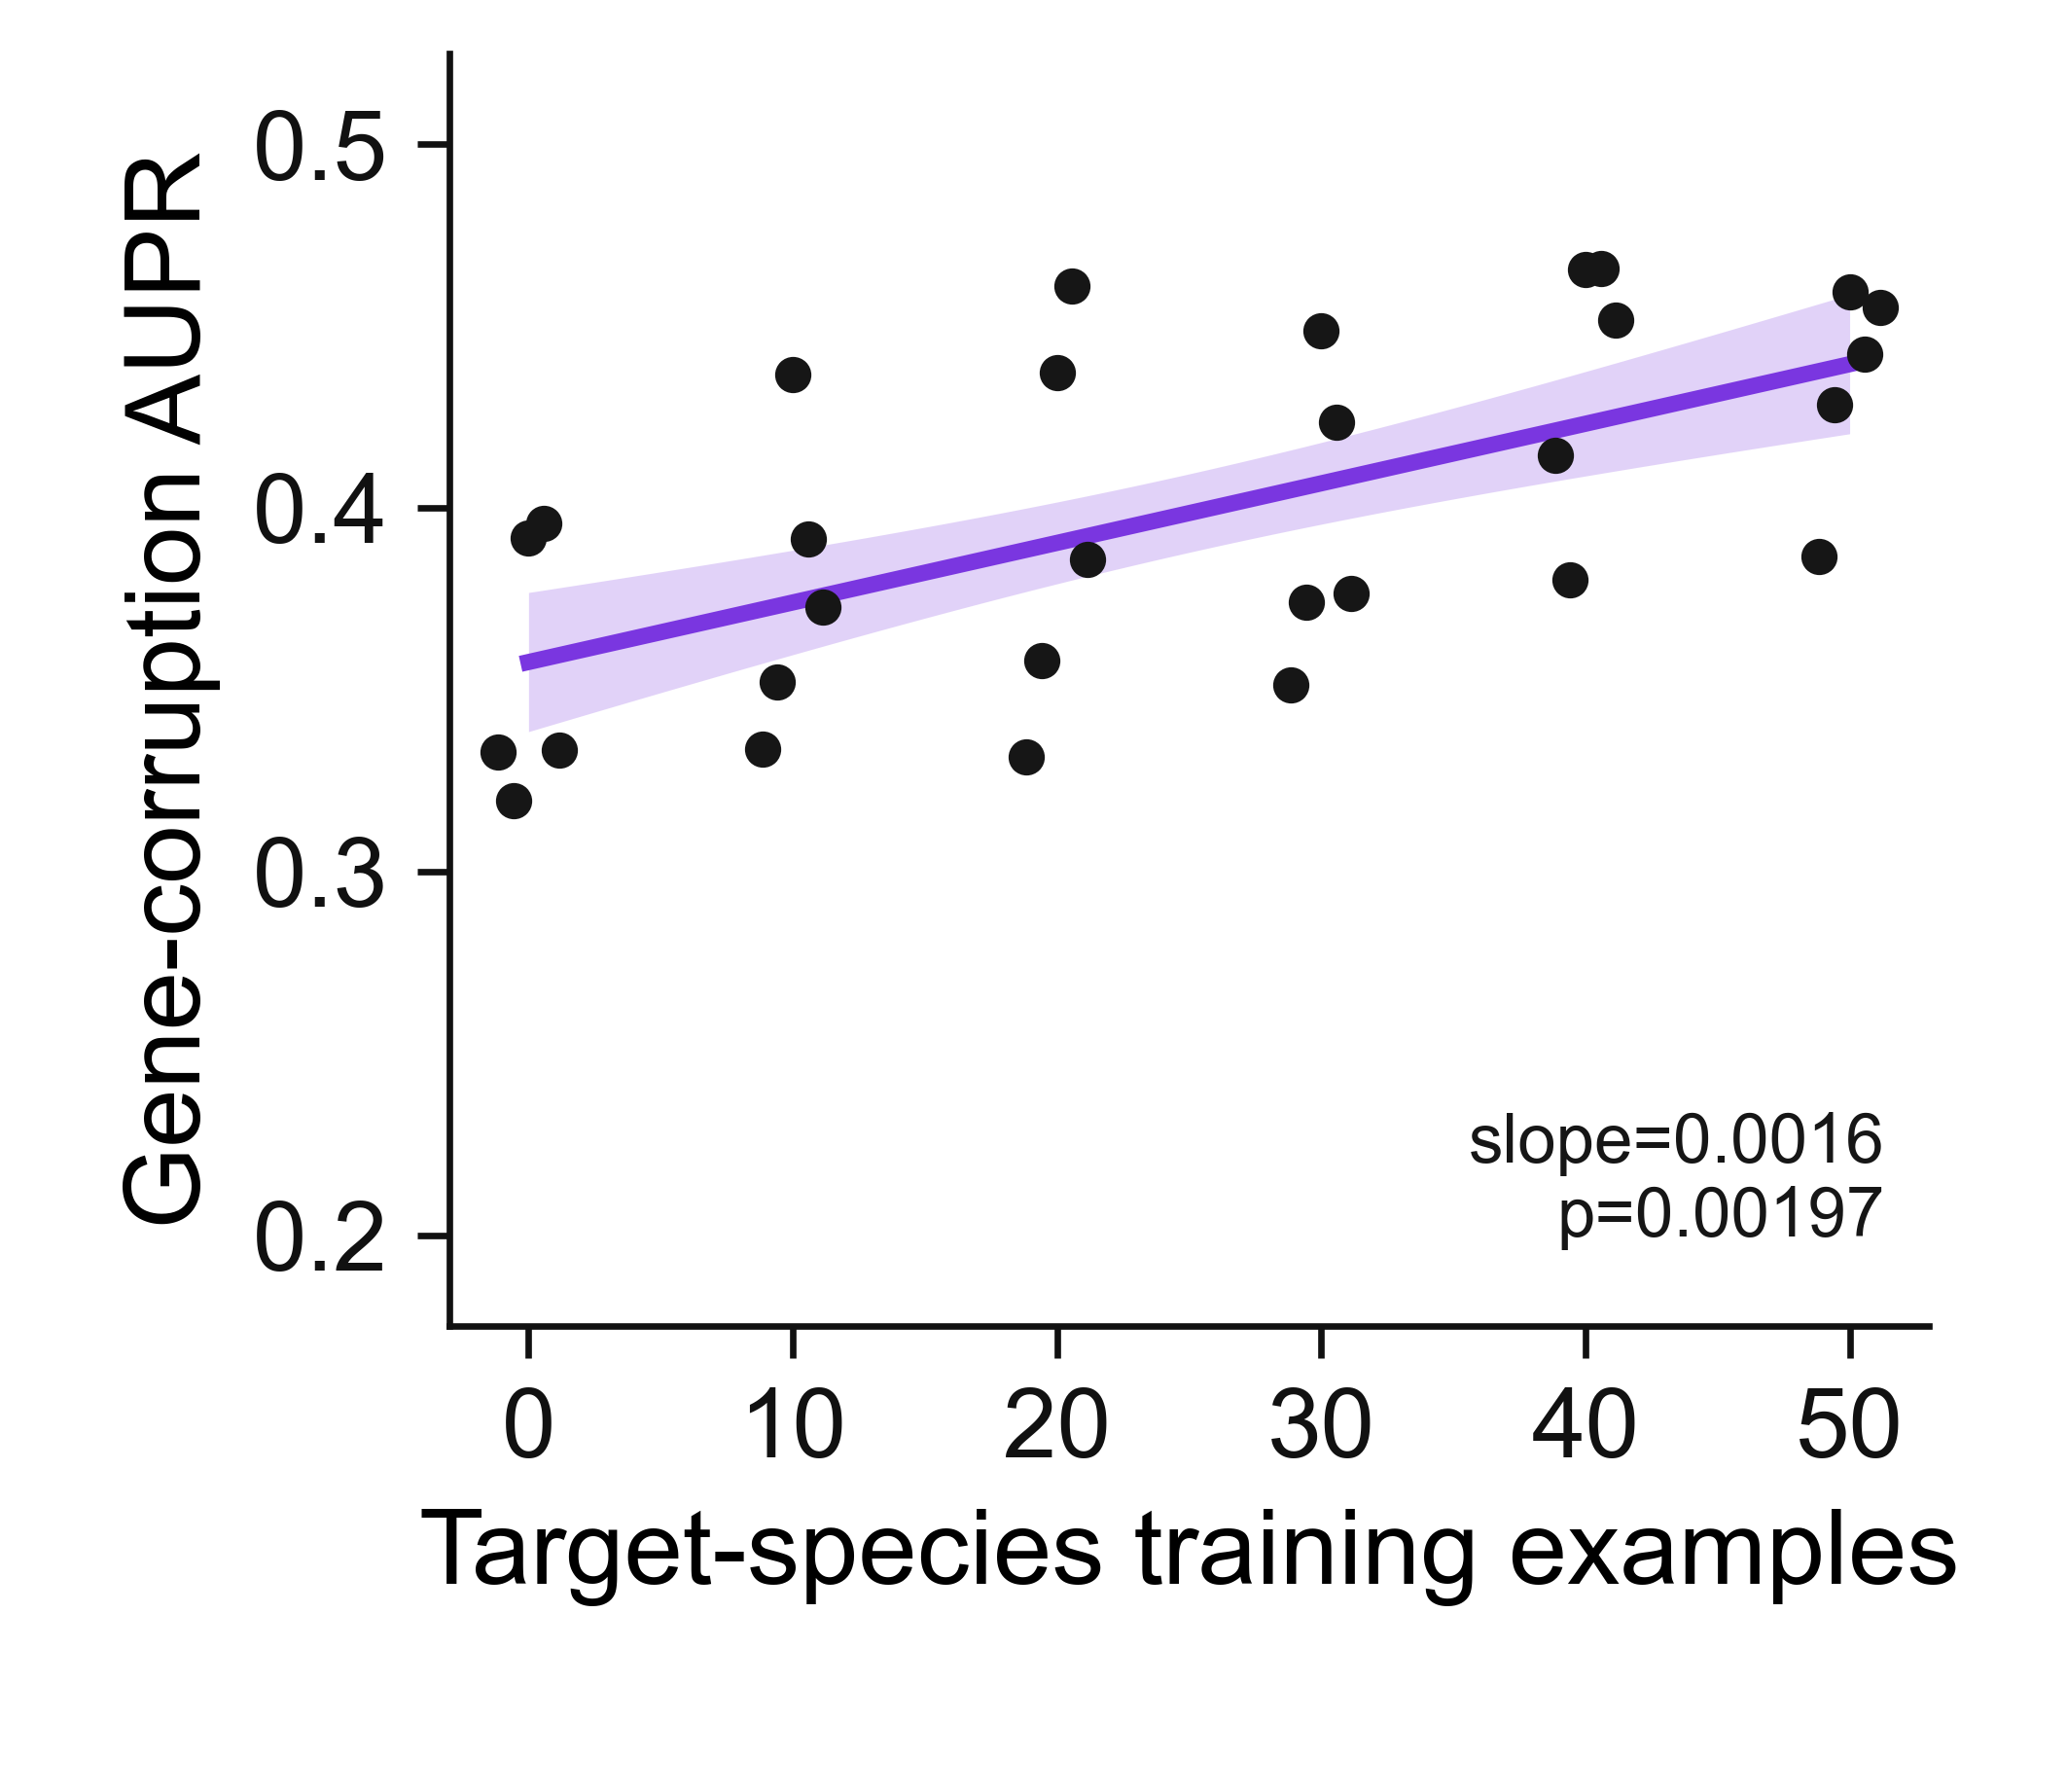 Gene-corruption AUPR
0.5
0.4
0.3
0.2
slope=0.0016
p=0.00197
0 10 20 30 40 50
Target-species training examples